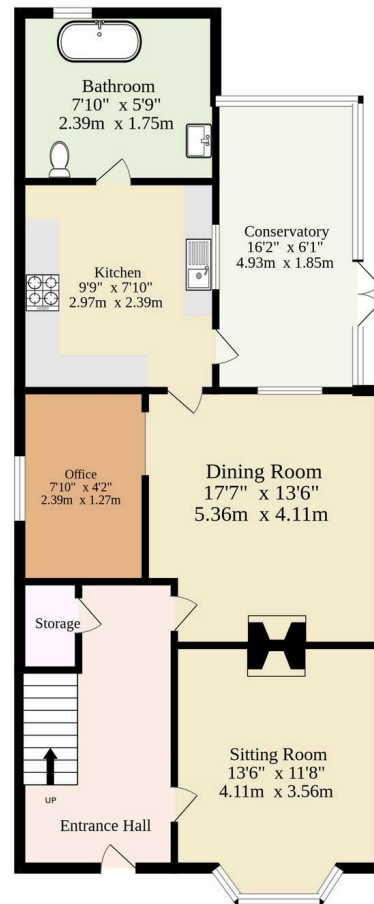 Bathroom
7'10" x 5'9"
2.39m x 1.75m
Conservatory
16'2" x 6'1"
4.93m x 1.85m
Kitchen
9'9" x 7'10"
2.97m x 2.39m
Office
7'10" x 4'2"
2.39m x 1.27m
Dining Room
17'7" x 13'6"
5.36m x 4.11m
Storage
Sitting Room
13'6" x 11'8"
4.11m x 3.56m
UP
Entrance Hall